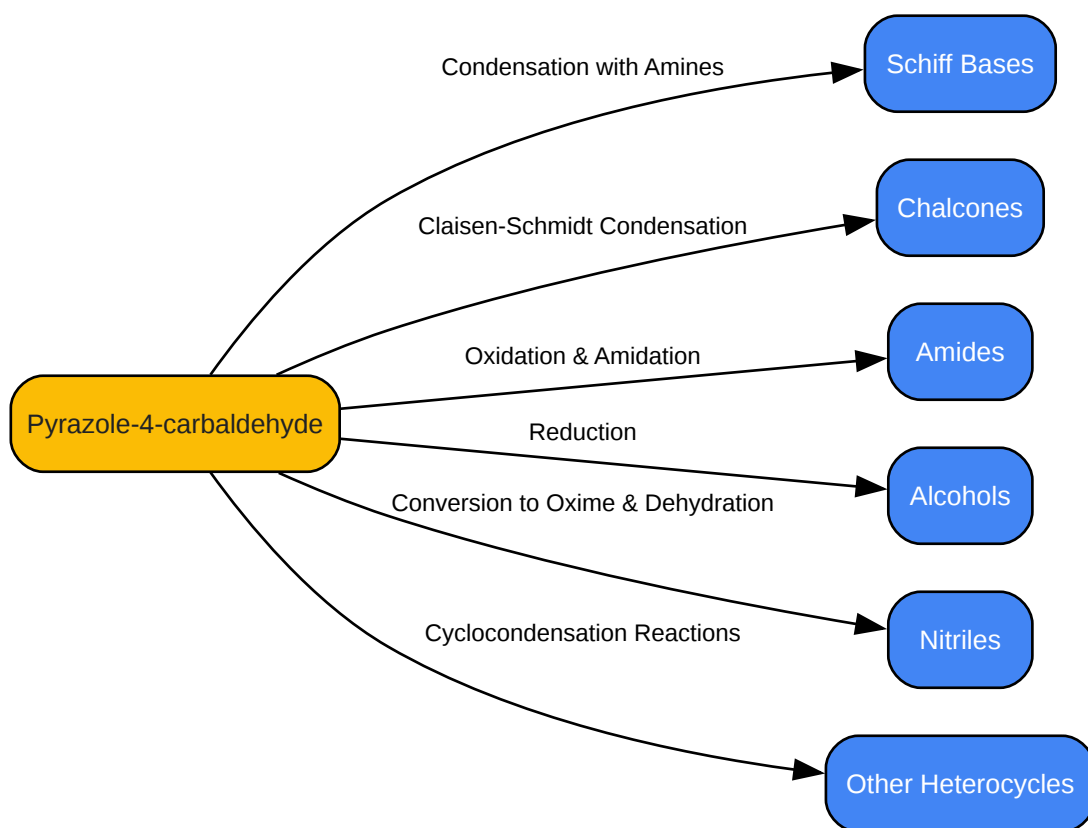 Condensation with Amines
Schiff Bases
Claisen-Schmidt Condensation
Chalcones
Oxidation & Amidation
Amides
Pyrazole-4-carbaldehyde
Reduction
Alcohols
Conversion to Oxime & Dehydration
Nitriles
Cyclocondensation Reactions
Other Heterocycles